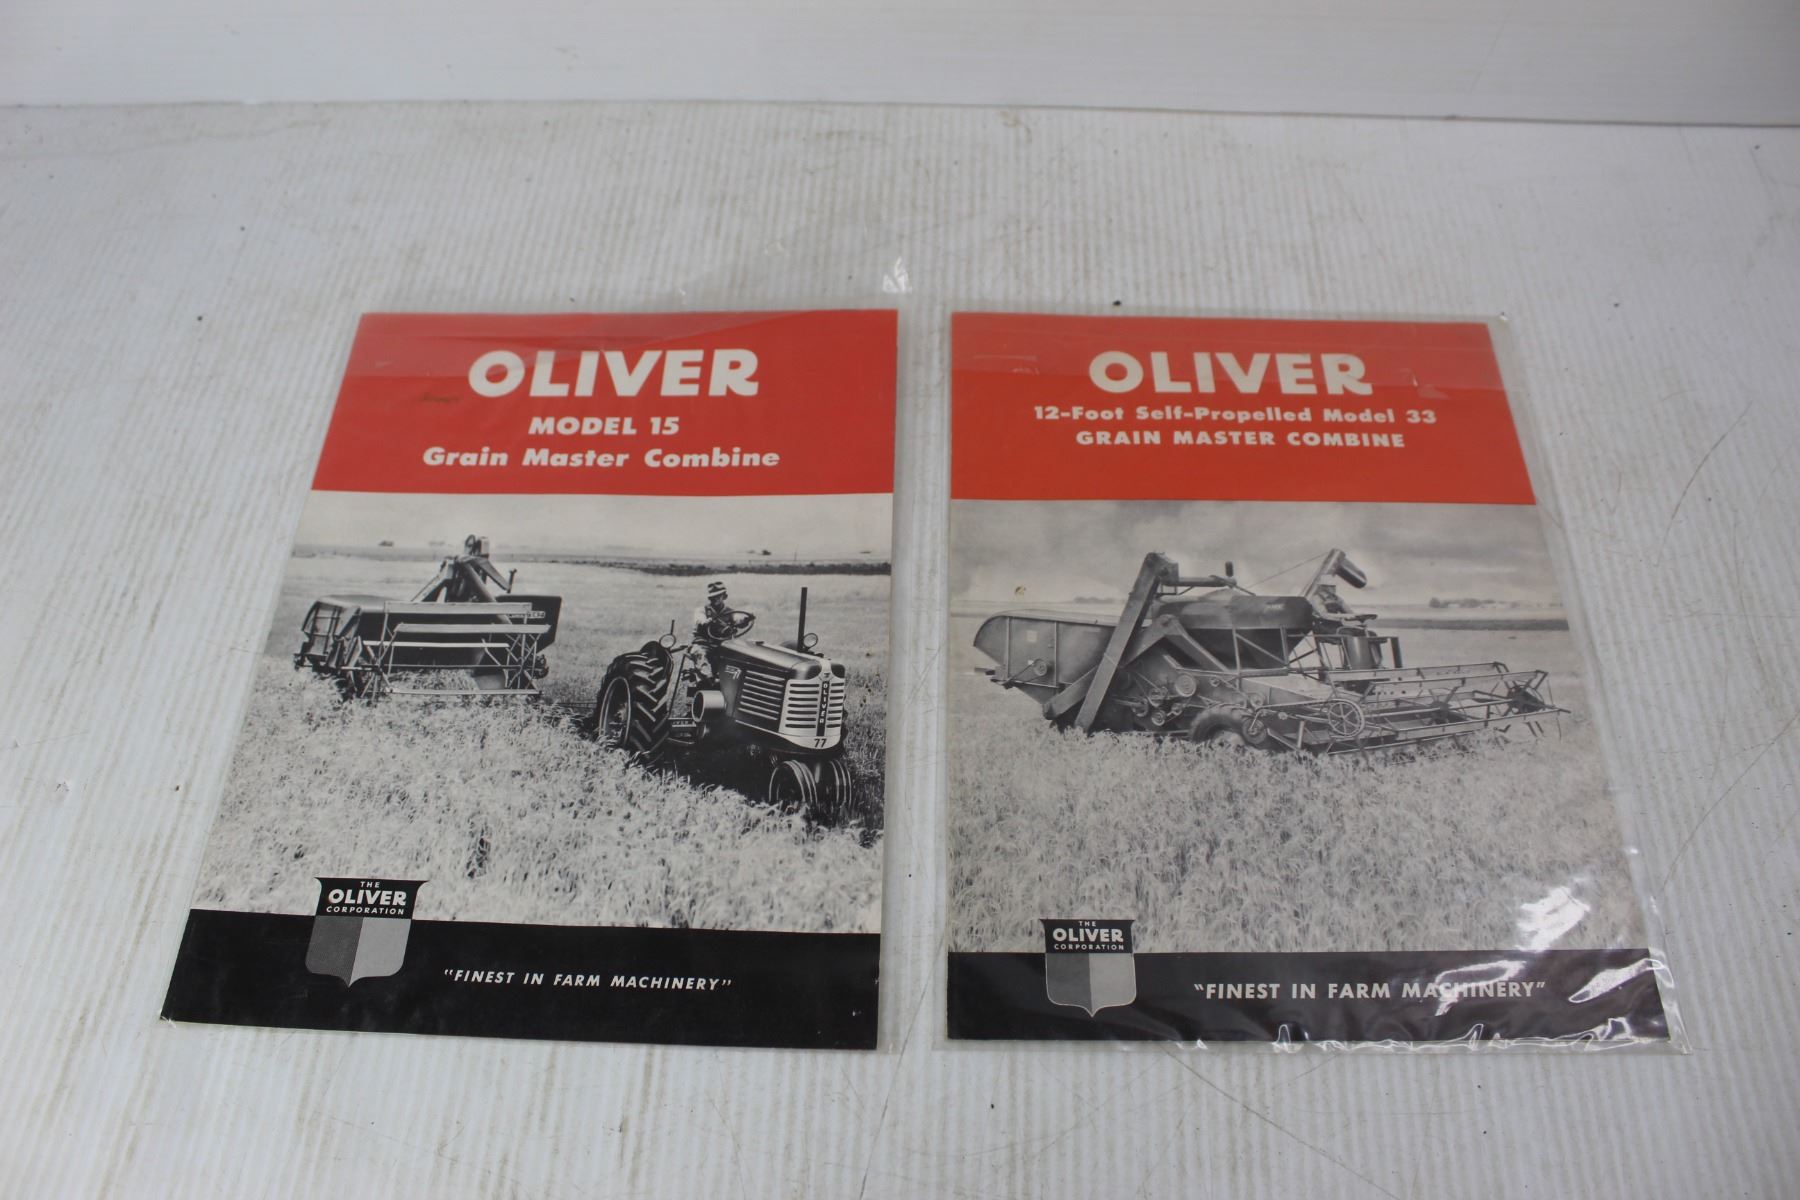 OLIVER
MODEL 15
Grain Master Combine
OLIVER
77
THE
OLIVER
CORPORATION
"FINEST IN FARM MACHINERY"
OLIVER
12-Foot Self-Propelled Model 33
GRAIN MASTER COMBINE
THE
OLIVER
CORPORATION
"FINEST IN FARM MACHINERY"